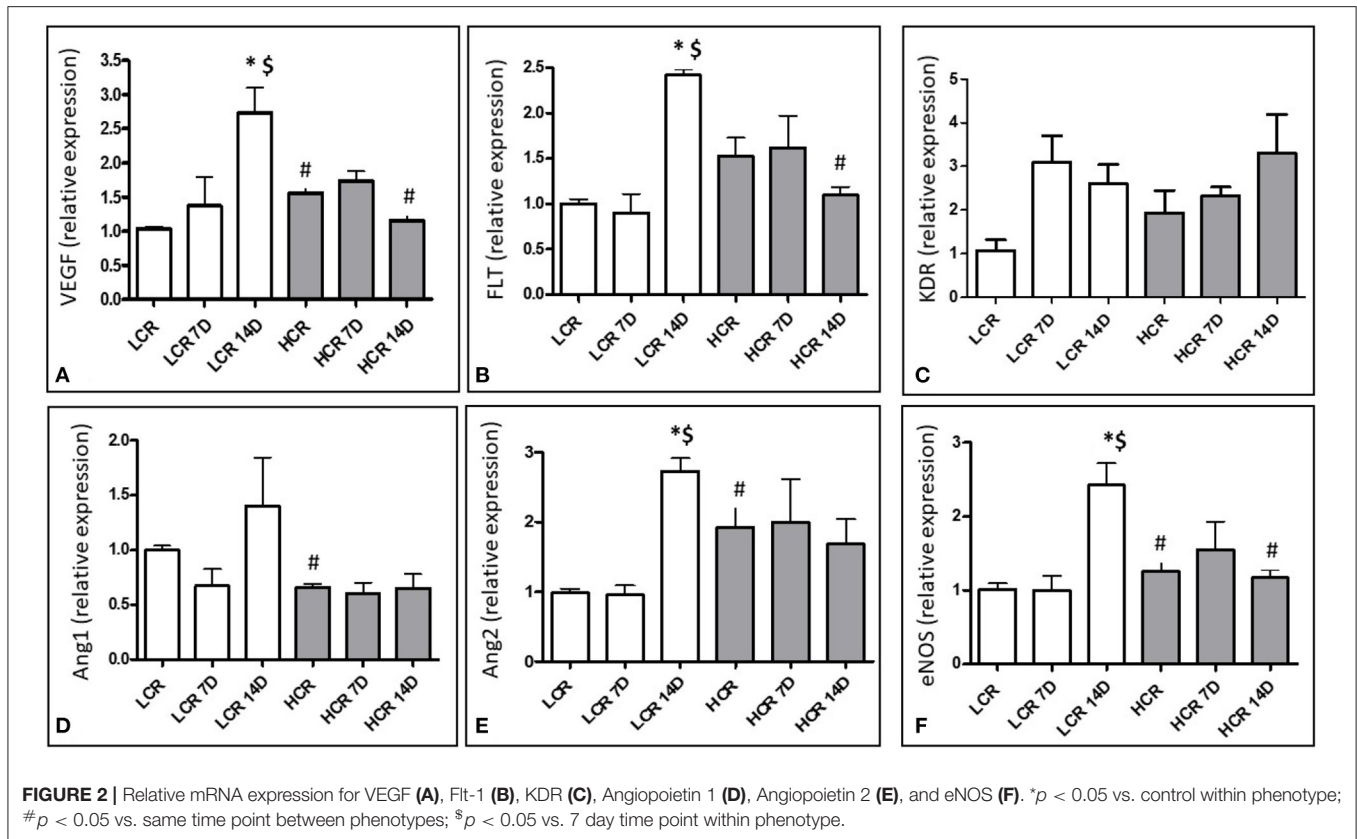 VEGF (relative expression)
3.5
3.0
2.5
2.0
1.5
1.0
0.5
0.0
* $
#
#
LCR
LCR 7D
LCR 14D
HCR
HCR 7D
HCR 14D
A
FLT (relative expression)
2.5
2.0
1.5
1.0
0.5
0.0
* $
#
LCR
LCR 7D
LCR 14D
HCR
HCR 7D
HCR 14D
B
KDR (relative expression)
5
4
3
2
1
0
LCR
LCR 7D
LCR 14D
HCR
HCR 7D
HCR 14D
C
Ang1 (relative expression)
2.0
1.5
1.0
0.5
0.0
#
LCR
LCR 7D
LCR 14D
HCR
HCR 7D
HCR 14D
D
Ang2 (relative expression)
3
2
1
0
*$
#
LCR
LCR 7D
LCR 14D
HCR
HCR 7D
HCR 14D
E
eNOS (relative expression)
3
2
1
0
*$
#
#
LCR
LCR 7D
LCR 14D
HCR
HCR 7D
HCR 14D
F
FIGURE 2 | Relative mRNA expression for VEGF (A), Flt-1 (B), KDR (C), Angiopoietin 1 (D), Angiopoietin 2 (E), and eNOS (F). *p < 0.05 vs. control within phenotype;
#p < 0.05 vs. same time point between phenotypes; $p < 0.05 vs. 7 day time point within phenotype.